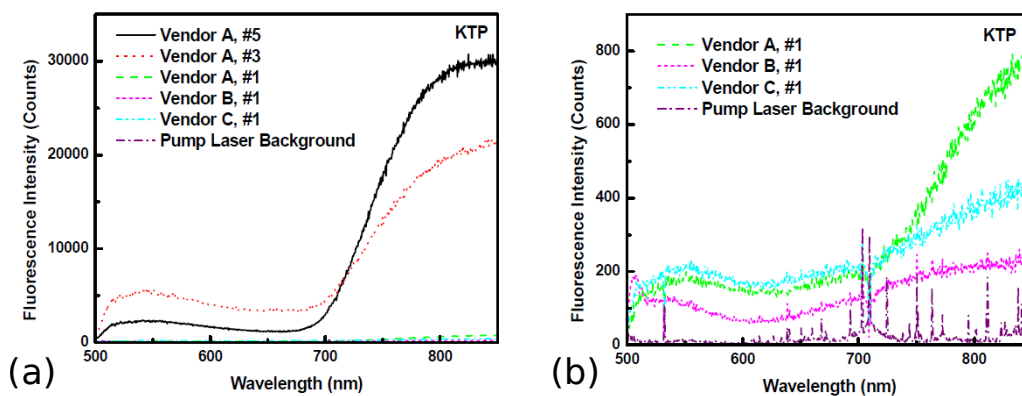 KTP
Vendor A, #5
Vendor A, #3
Vendor A, #1
Vendor B, #1
Vendor C, #1
Pump Laser Background
Fluorescence Intensity (Counts)
30000
20000
10000
0
500
600
700
800
Wavelength (nm)
(a)
KTP
Vendor A, #1
Vendor B, #1
Vendor C, #1
Pump Laser Background
Fluorescence Intensity (Counts)
800
600
400
200
0
500
600
700
800
Wavelength (nm)
(b)